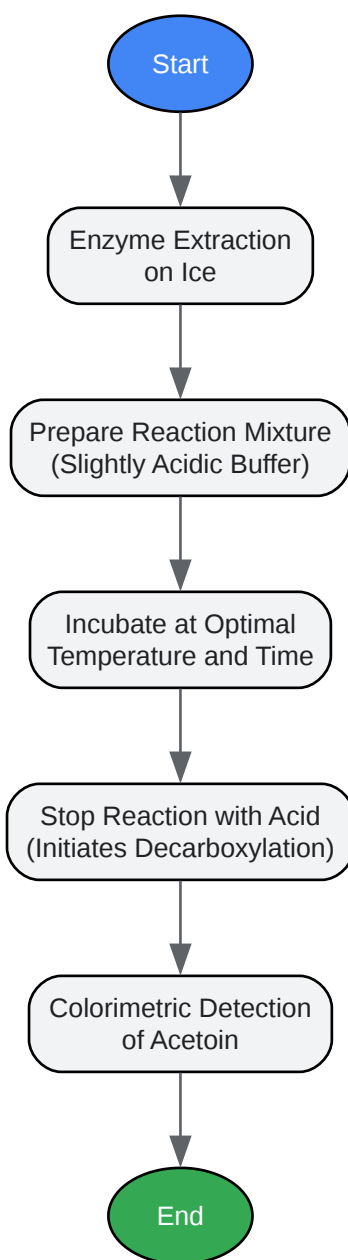 Start
Enzyme Extraction
on Ice
Prepare Reaction Mixture
(Slightly Acidic Buffer)
Incubate at Optimal
Temperature and Time
Stop Reaction with Acid
(Initiates Decarboxylation)
Colorimetric Detection
of Acetoin
End